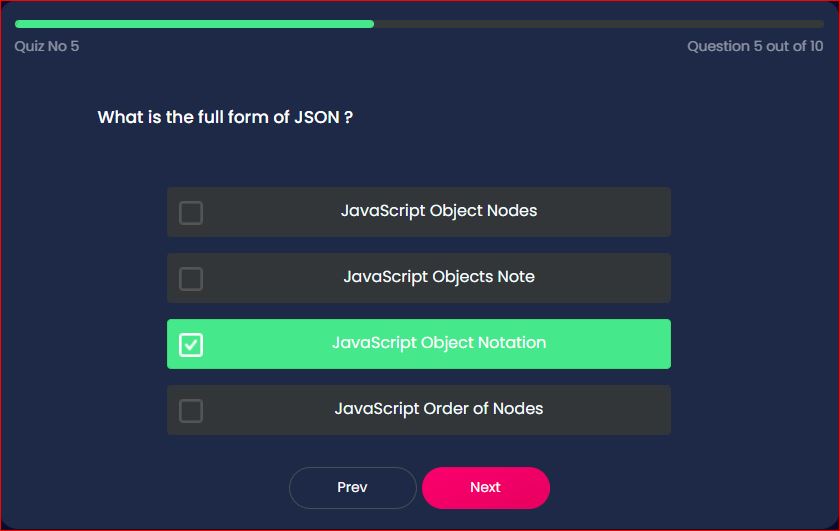 Quiz No 5
Question 5 out of 10
What is the full form of JSON ?
JavaScript Object Nodes
JavaScript Objects Note
JavaScript Object Notation
JavaScript Order of Nodes
Prev
Next